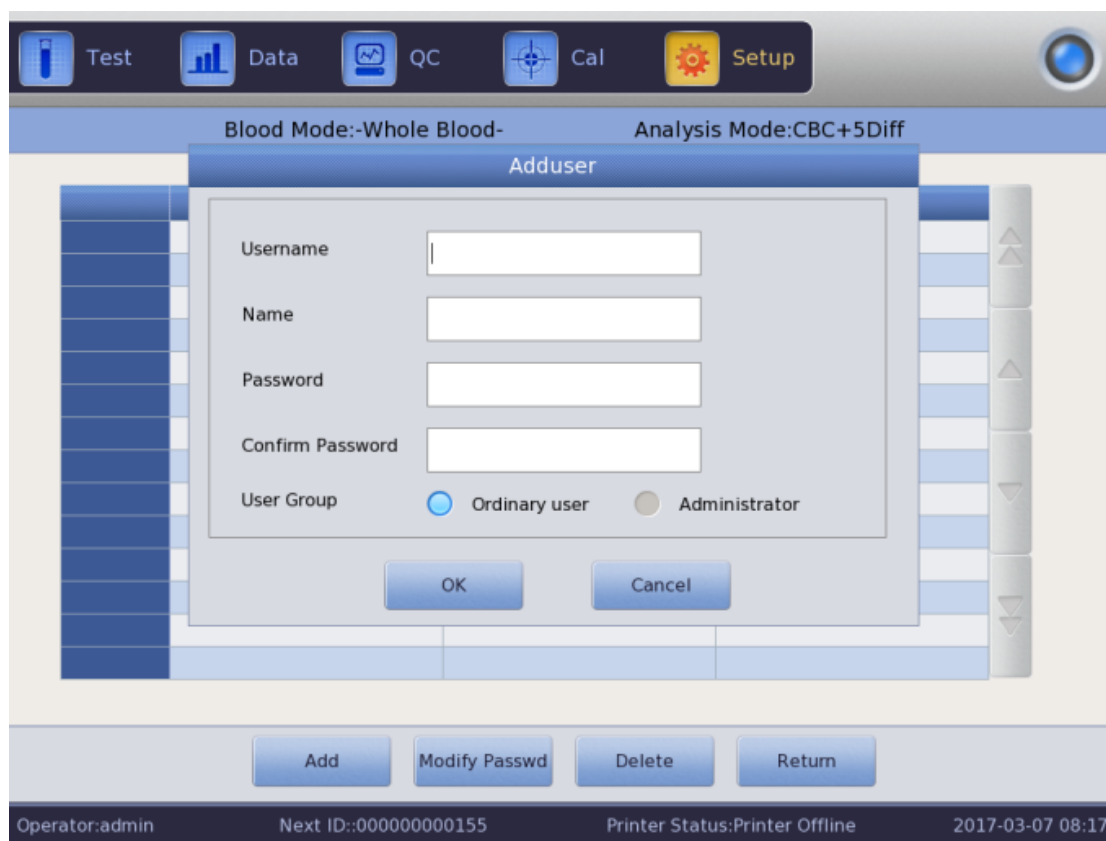 Test Data QC Cal Setup
Blood Mode:-Whole Blood- Analysis Mode:CBC+5Diff
Adduser
Username
Name
Password
Confirm Password
User Group Ordinary user Administrator
OK Cancel
Add Modify Passwd Delete Return
Operator:admin Next ID::000000000155 Printer Status:Printer Offline 2017-03-07 08:17